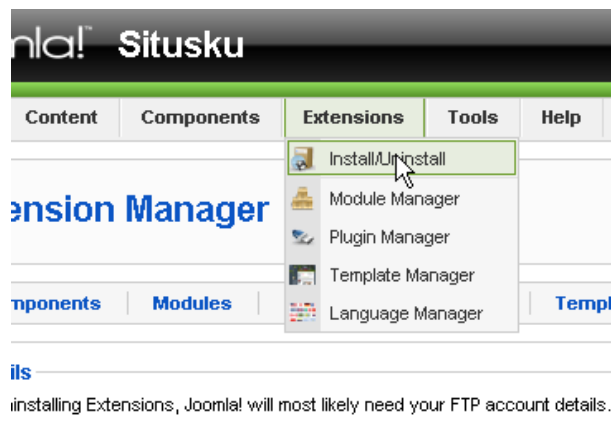 nla! Situsku
Content Components Extensions Tools Help
Install/Uninstall
ension Manager
Module Manager
Plugin Manager
Template Manager
mponents Modules Templ
Language Manager
ils
installing Extensions, Joomla! will most likely need your FTP account details.